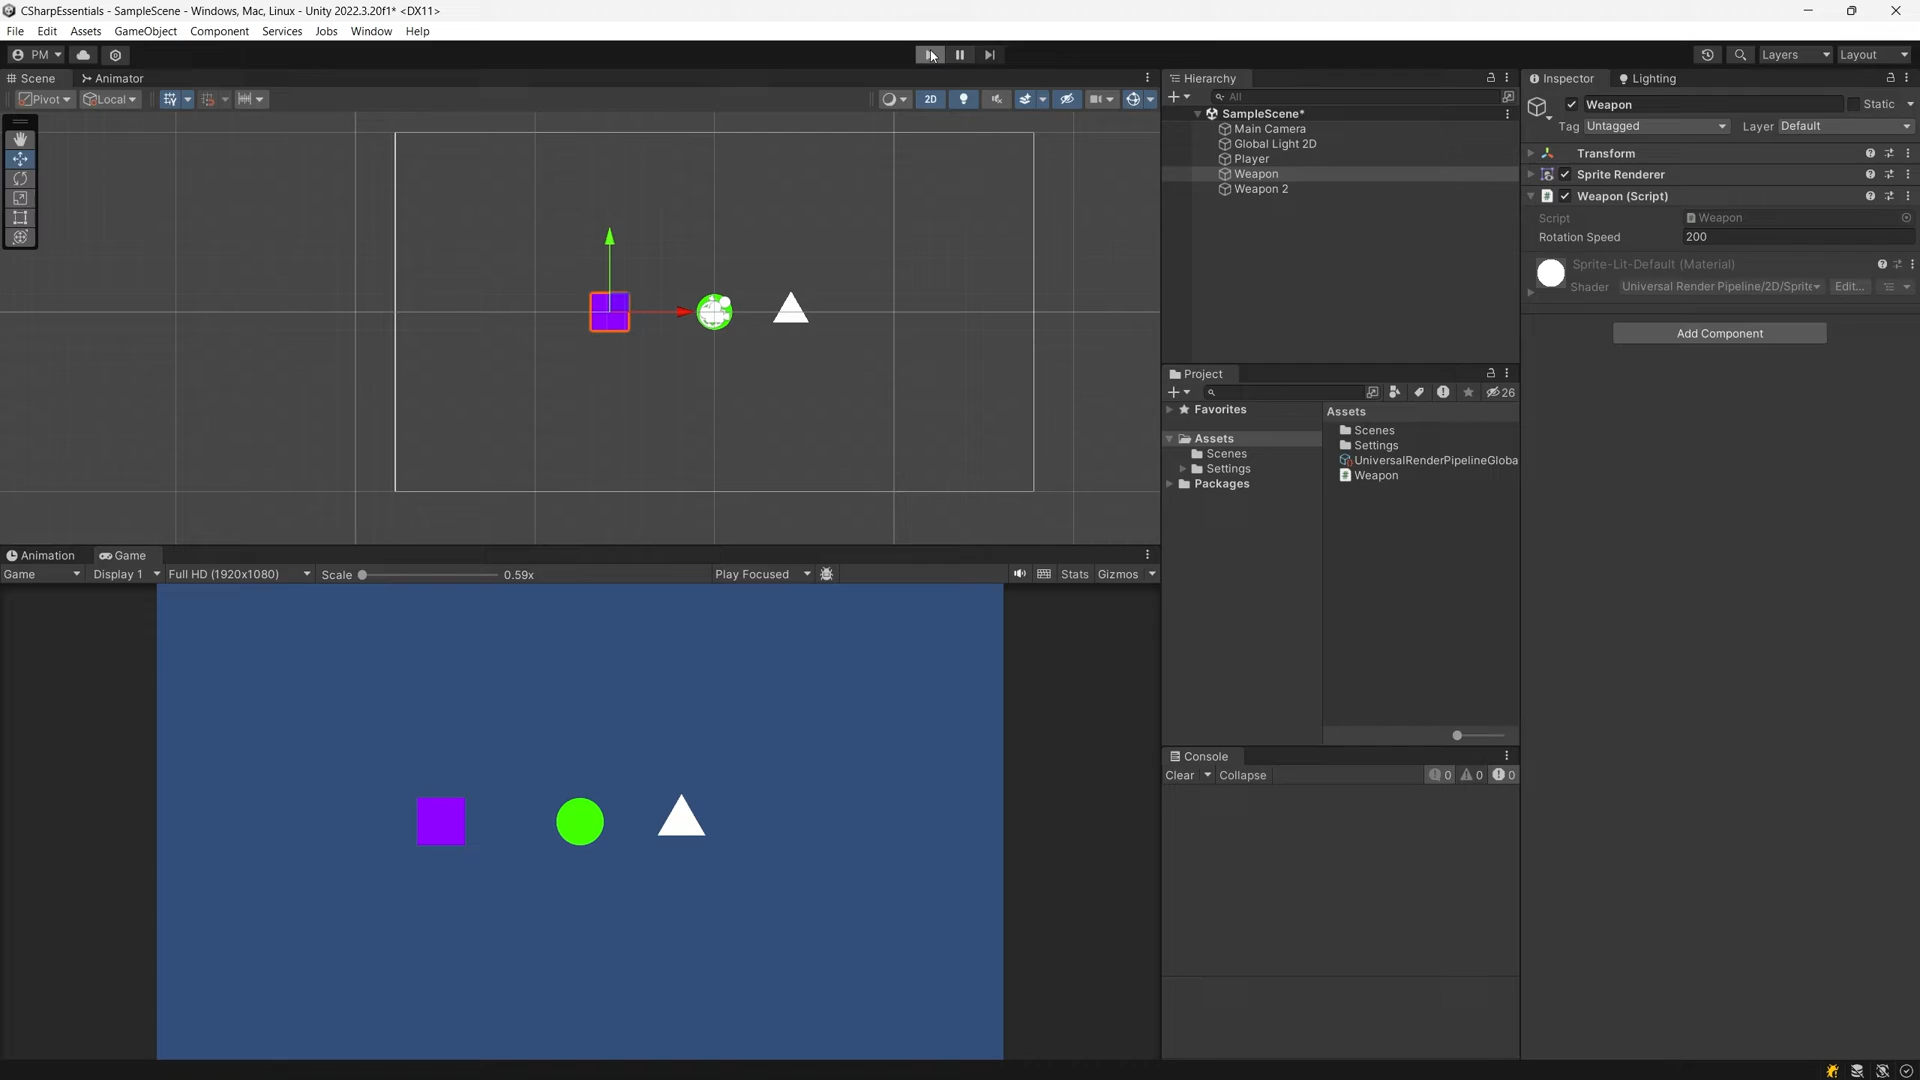 CSharpEssentials - SampleScene - Windows, Mac, Linux - Unity 2022.3.20f1* <DX11>
File Edit Assets GameObject Component Services Jobs Window Help
PM Layers Layout
Scene Animator
Pivot Local 2D
Hierarchy
All
SampleScene*
Main Camera
Global Light 2D
Player
Weapon
Weapon 2
Inspector Lighting
Weapon Static
Tag Untagged Layer Default
Transform
Sprite Renderer
Weapon (Script)
Script Weapon
Rotation Speed 200
Sprite-Lit-Default (Material)
Shader Universal Render Pipeline/2D/Sprite Edit...
Add Component
Project
26
Favorites
Assets
Scenes
Settings
Packages
Assets
Scenes
Settings
UniversalRenderPipelineGloba
Weapon
Console
Clear Collapse 0 0 0
Animation Game
Game Display 1 Full HD (1920x1080) Scale 0.59x Play Focused Stats Gizmos